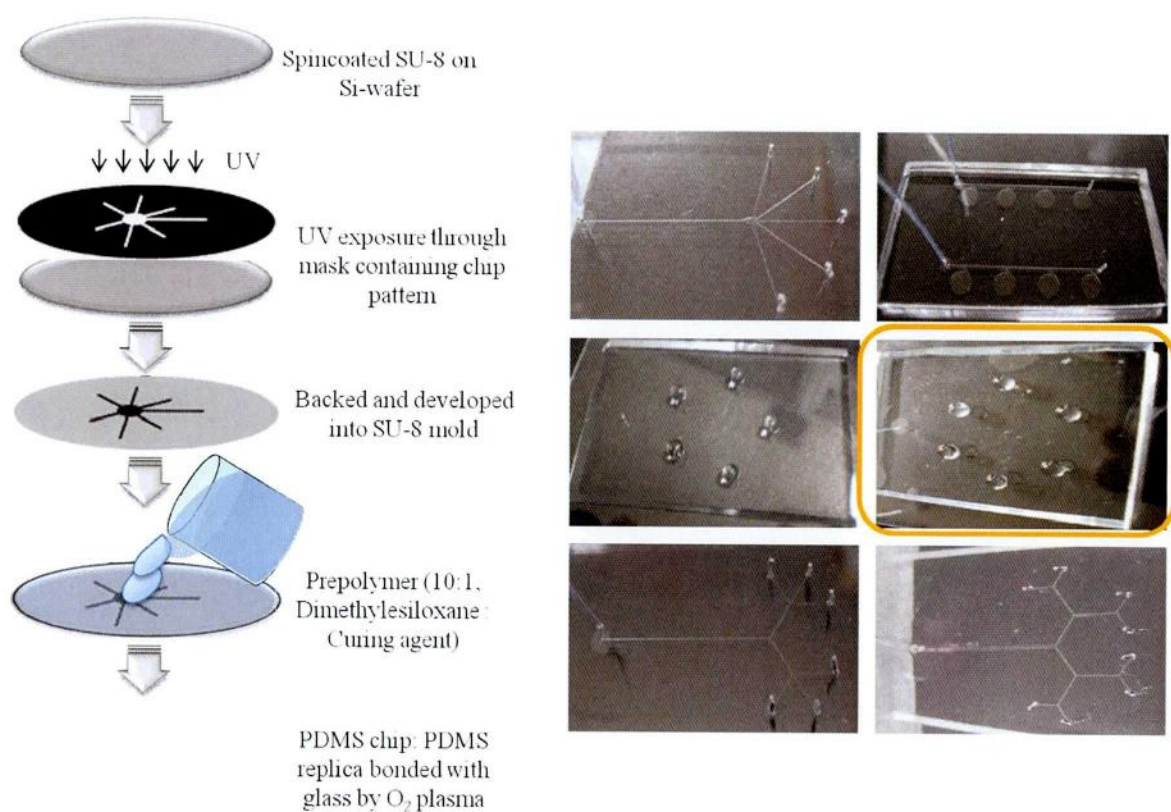 Spincoated SU-8 on
Si-wafer
UV
UV exposure through
mask containing chip
pattern
Backed and developed
into SU-8 mold
Prepolymer (10:1,
Dimethylesiloxane :
Curing agent)
PDMS chip: PDMS
replica bonded with
glass by O₂ plasma